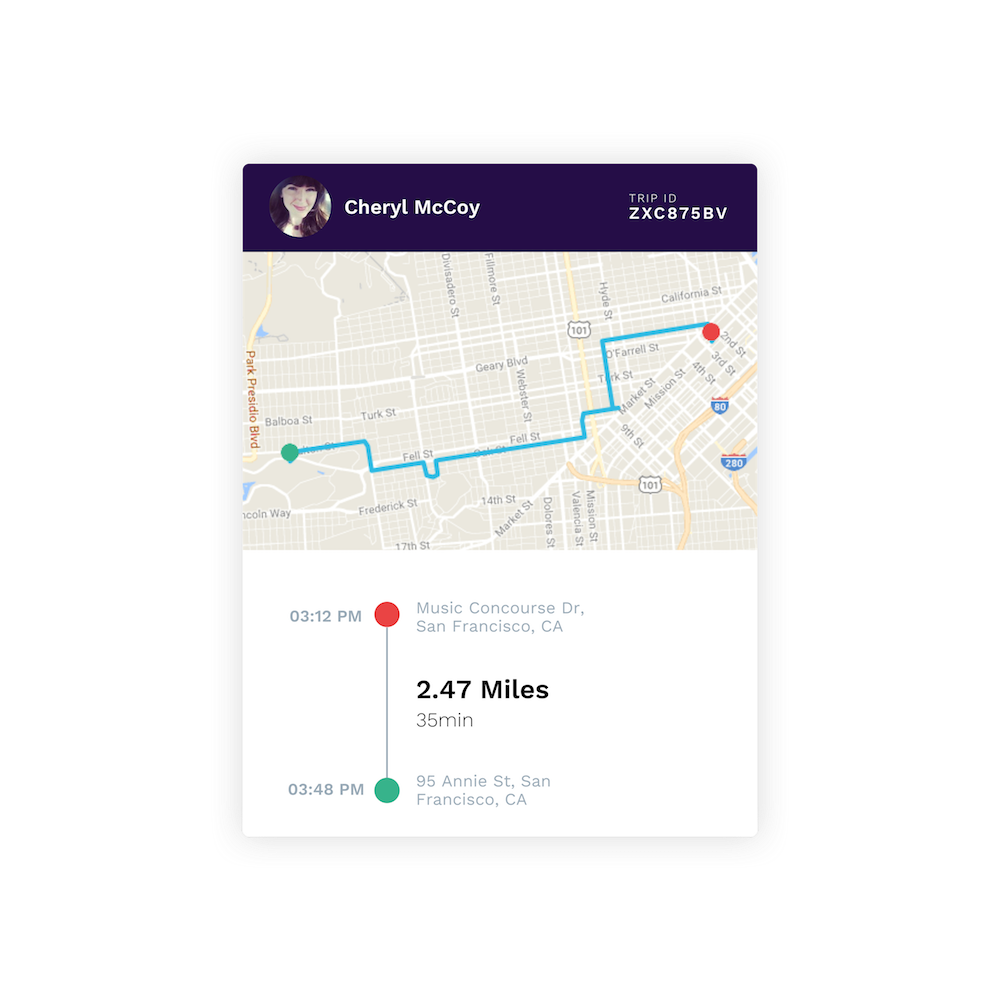 Cheryl McCoy
TRIP ID
ZXC875BV
Divisadero St
Fillmore St
Hyde St
California St
101
2nd St
O'Farrell St
3rd St
Geary Blvd
4th St
Park Presidio Blvd
Webster St
Turk St
Market St
Mission St
80
Balboa St
Turk St
9th St
Fell St
Fell St
280
101
14th St
Frederick St
Market St
Dolores St
Valencia St
Mission St
ncoln Way
17th St
03:12 PM
Music Concourse Dr,
San Francisco, CA
2.47 Miles
35min
03:48 PM
95 Annie St, San
Francisco, CA